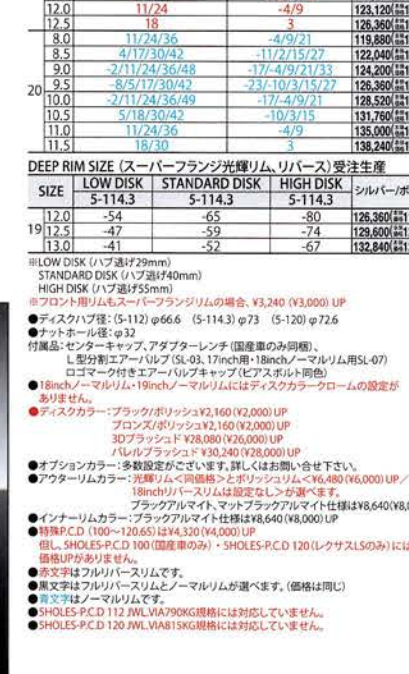 12.0 11/24 -4/9 123,120
12.5 18 3 126,360
20
8.0 11/24/36 -4/9/21 119,880
8.5 4/17/30/42 -11/2/15/27 122,040
9.0 -2/11/24/36/48 -17/-4/9/21/33 124,200
9.5 -8/5/17/30/42 -23/-10/3/15/27 126,360
10.0 -2/11/24/36/49 -17/-4/9/21 128,520
10.5 5/18/30/42 -10/3/15 131,760
11.0 11/24/36 -4/9 135,000
11.5 18/30 3 138,240
DEEP RIM SIZE (スーパーフランジ光輝リム、リバース)受注生産
SIZE LOW DISK STANDARD DISK HIGH DISK シルバー/ポ
5-114.3 5-114.3 5-114.3
19
12.0 -54 -65 -80 126,360
12.5 -47 -59 -74 129,600
13.0 -41 -52 -67 132,840
※LOW DISK (ハブ逃げ29mm)
STANDARD DISK (ハブ逃げ40mm)
HIGH DISK (ハブ逃げ55mm)
※フロント用リムもスーパーフランジリムの場合、¥3,240 (¥3,000) UP
●ディスクハブ径:(5-112) φ66.6 (5-114.3) φ73 (5-120) φ72.6
●ナットホール径:φ32
付属品:センターキャップ、アダプターレンチ(国産車のみ同梱)、
L型分割エアーバルブ(SL-03、17inch用・18inchノーマルリム用SL-07)
ロゴマーク付きエアーバルブキャップ(ピアスボルト同色)
●18inchノーマルリム・19inchノーマルリムにはディスクカラークロームの設定が
ありません。
●ディスクカラー:ブラック/ポリッシュ¥2,160(¥2,000)UP
ブロンズ/ポリッシュ¥2,160(¥2,000)UP
3Dブラッシュド¥28,080(¥26,000)UP
バレルブラッシュド¥30,240(¥28,000)UP
●オプションカラー:多数設定がございます。詳しくはお問い合せ下さい。
●アウターリムカラー:光輝リム<同価格>とポリッシュリム<¥6,480(¥6,000)UP/
18inchリバースリムは設定なし>が選べます。
ブラックアルマイト、マットブラックアルマイト仕様は¥8,640(¥8,0
●インナーリムカラー:ブラックアルマイト仕様は¥8,640(¥8,000)UP
●特殊P.C.D (100〜120.65)は¥4,320(¥4,000)UP
但し、5HOLES-P.C.D 100(国産車のみ)・5HOLES-P.C.D 120(レクサスLSのみ)には
価格UPがありません。
●赤文字はフルリバースリムです。
●黒文字はフルリバースリムとノーマルリムが選べます。(価格は同じ)
●青文字はノーマルリムです。
●5HOLES-P.C.D 112 JWL.VIA790KG規格には対応していません。
●5HOLES-P.C.D 120 JWL.VIA815KG規格には対応していません。